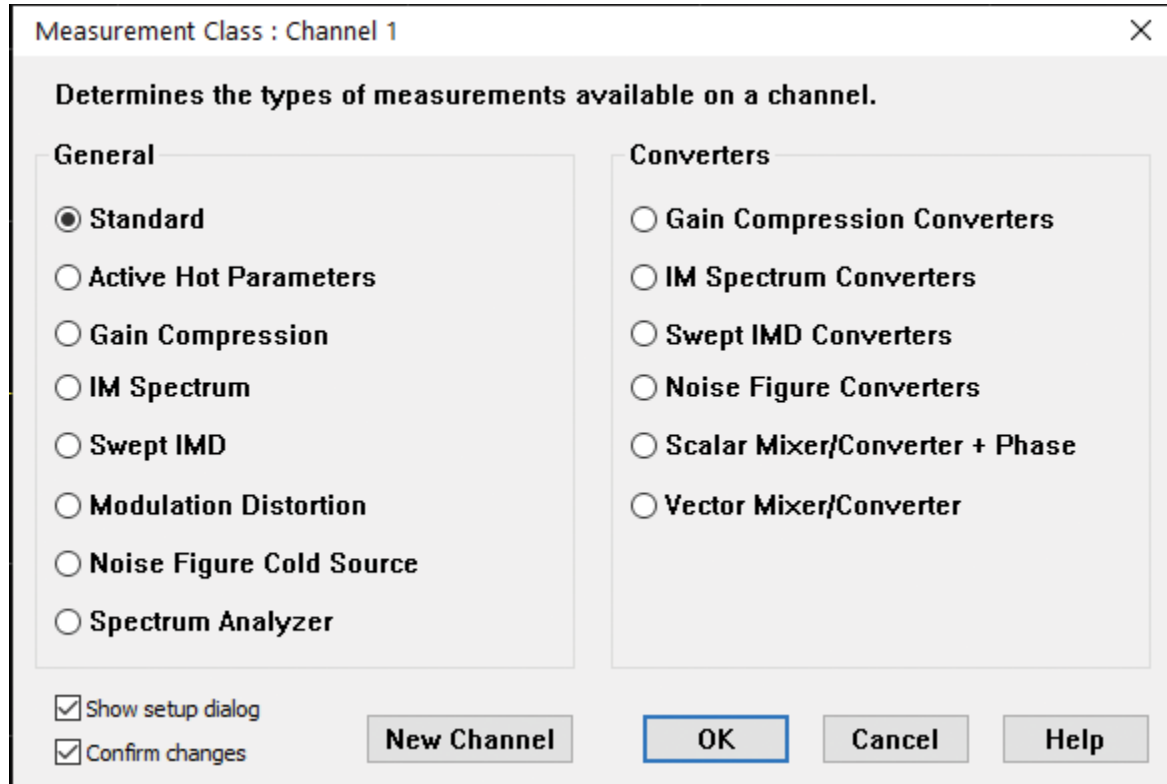 Measurement Class : Channel 1
Determines the types of measurements available on a channel.
General
Standard
Active Hot Parameters
Gain Compression
IM Spectrum
Swept IMD
Modulation Distortion
Noise Figure Cold Source
Spectrum Analyzer
Converters
Gain Compression Converters
IM Spectrum Converters
Swept IMD Converters
Noise Figure Converters
Scalar Mixer/Converter + Phase
Vector Mixer/Converter
Show setup dialog
Confirm changes
New Channel
OK
Cancel
Help